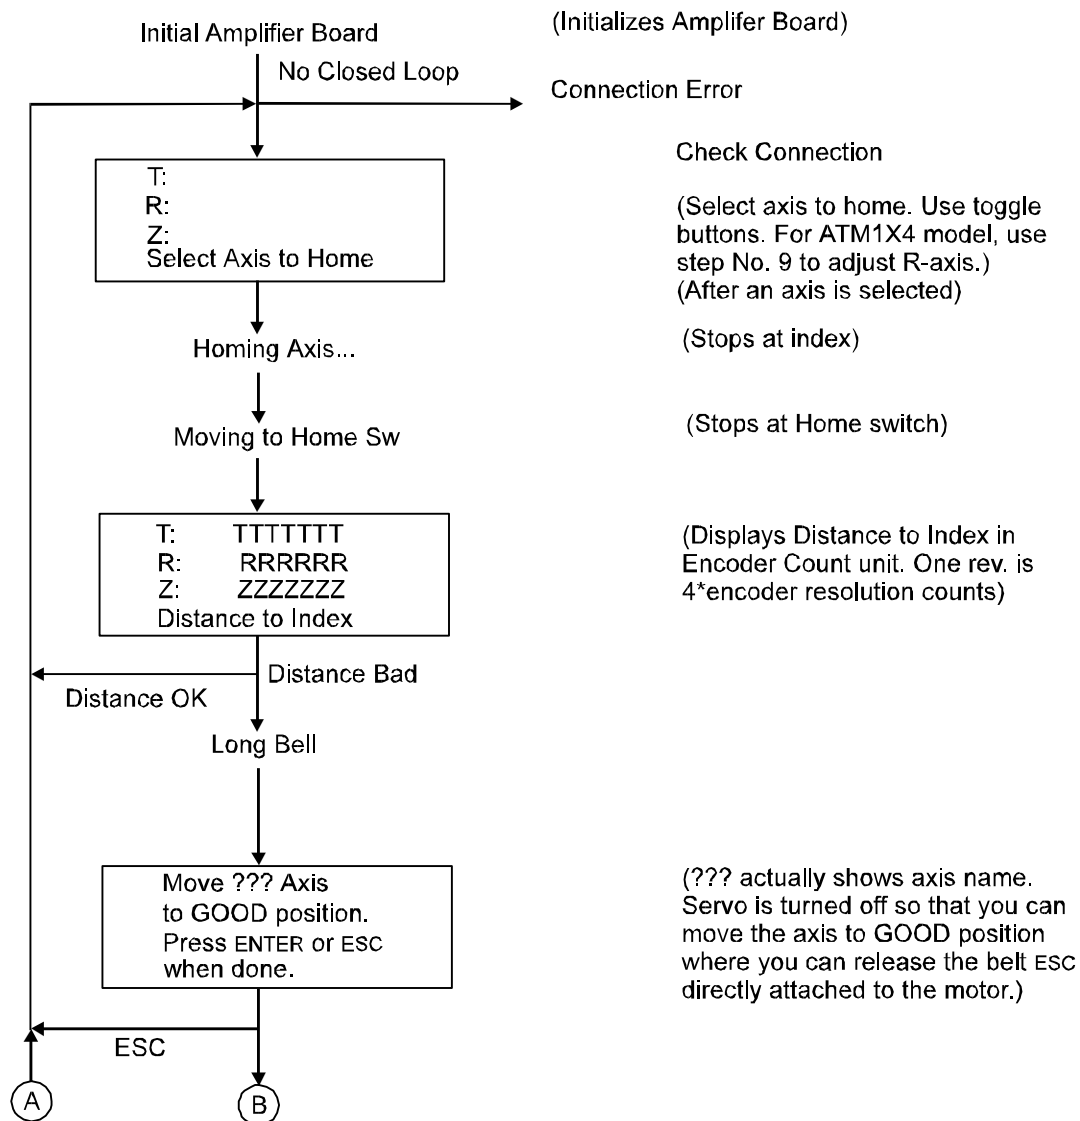 Initial Amplifier Board
(Initializes Amplifer Board)
No Closed Loop
Connection Error
Check Connection
T:
R:
Z:
Select Axis to Home
(Select axis to home. Use toggle
buttons. For ATM1X4 model, use
step No. 9 to adjust R-axis.)
(After an axis is selected)
Homing Axis...
(Stops at index)
Moving to Home Sw
(Stops at Home switch)
T: TTTTTTT
R: RRRRRR
Z: ZZZZZZZ
Distance to Index
(Displays Distance to Index in
Encoder Count unit. One rev. is
4*encoder resolution counts)
Distance Bad
Distance OK
Long Bell
Move ??? Axis
to GOOD position.
Press ENTER or ESC
when done.
(??? actually shows axis name.
Servo is turned off so that you can
move the axis to GOOD position
where you can release the belt ESC
directly attached to the motor.)
ESC
A
B